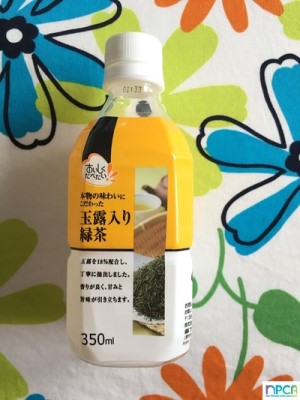 おいしく
たべたい
本物の味わいに
こだわった
玉露入り
緑茶
玉露を15%配合し、
丁寧に抽出しました。
香りが良く、甘みと
旨味が引き立ちます。
350ml
NPCA